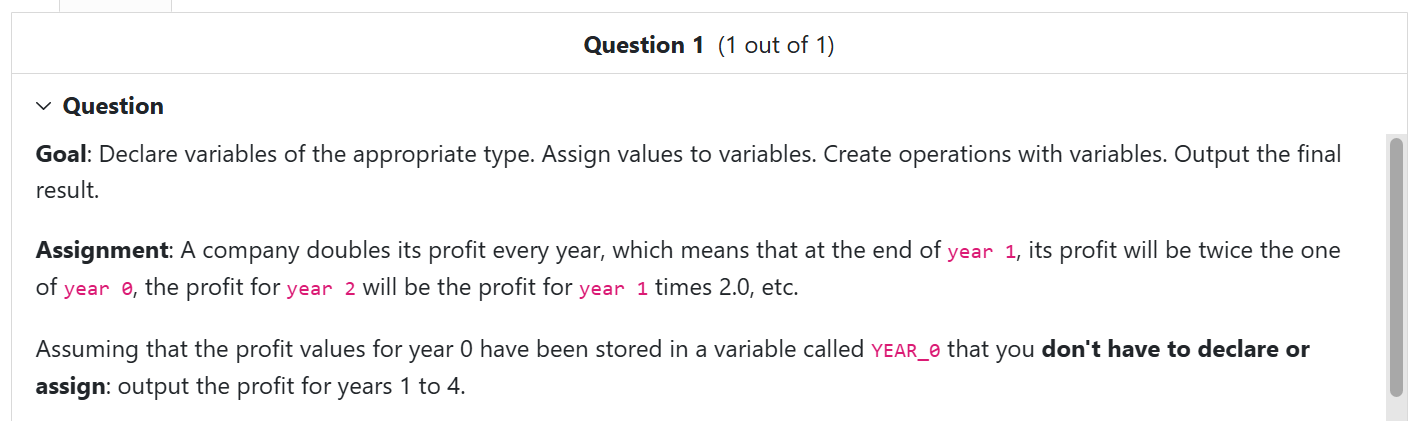 Question 1 (1 out of 1)
Question
Goal: Declare variables of the appropriate type. Assign values to variables. Create operations with variables. Output the final
result.
Assignment: A company doubles its profit every year, which means that at the end of year 1, its profit will be twice the one
of year 0, the profit for year 2 will be the profit for year 1 times 2.0, etc.
Assuming that the profit values for year 0 have been stored in a variable called YEAR_0 that you don't have to declare or
assign: output the profit for years 1 to 4.